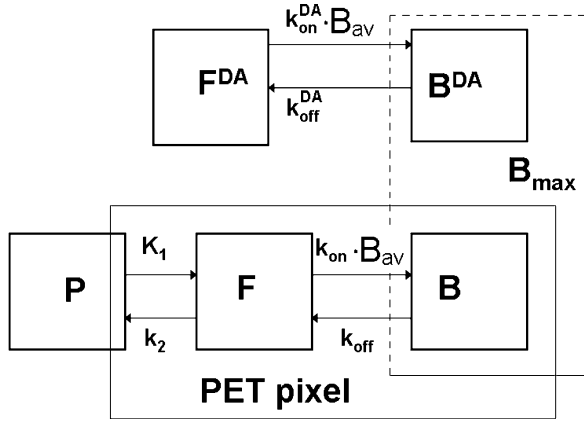 k_on^DA · B_av
F^DA
B^DA
k_off^DA
B_max
K_1
k_on · B_av
P
F
B
k_2
k_off
PET pixel